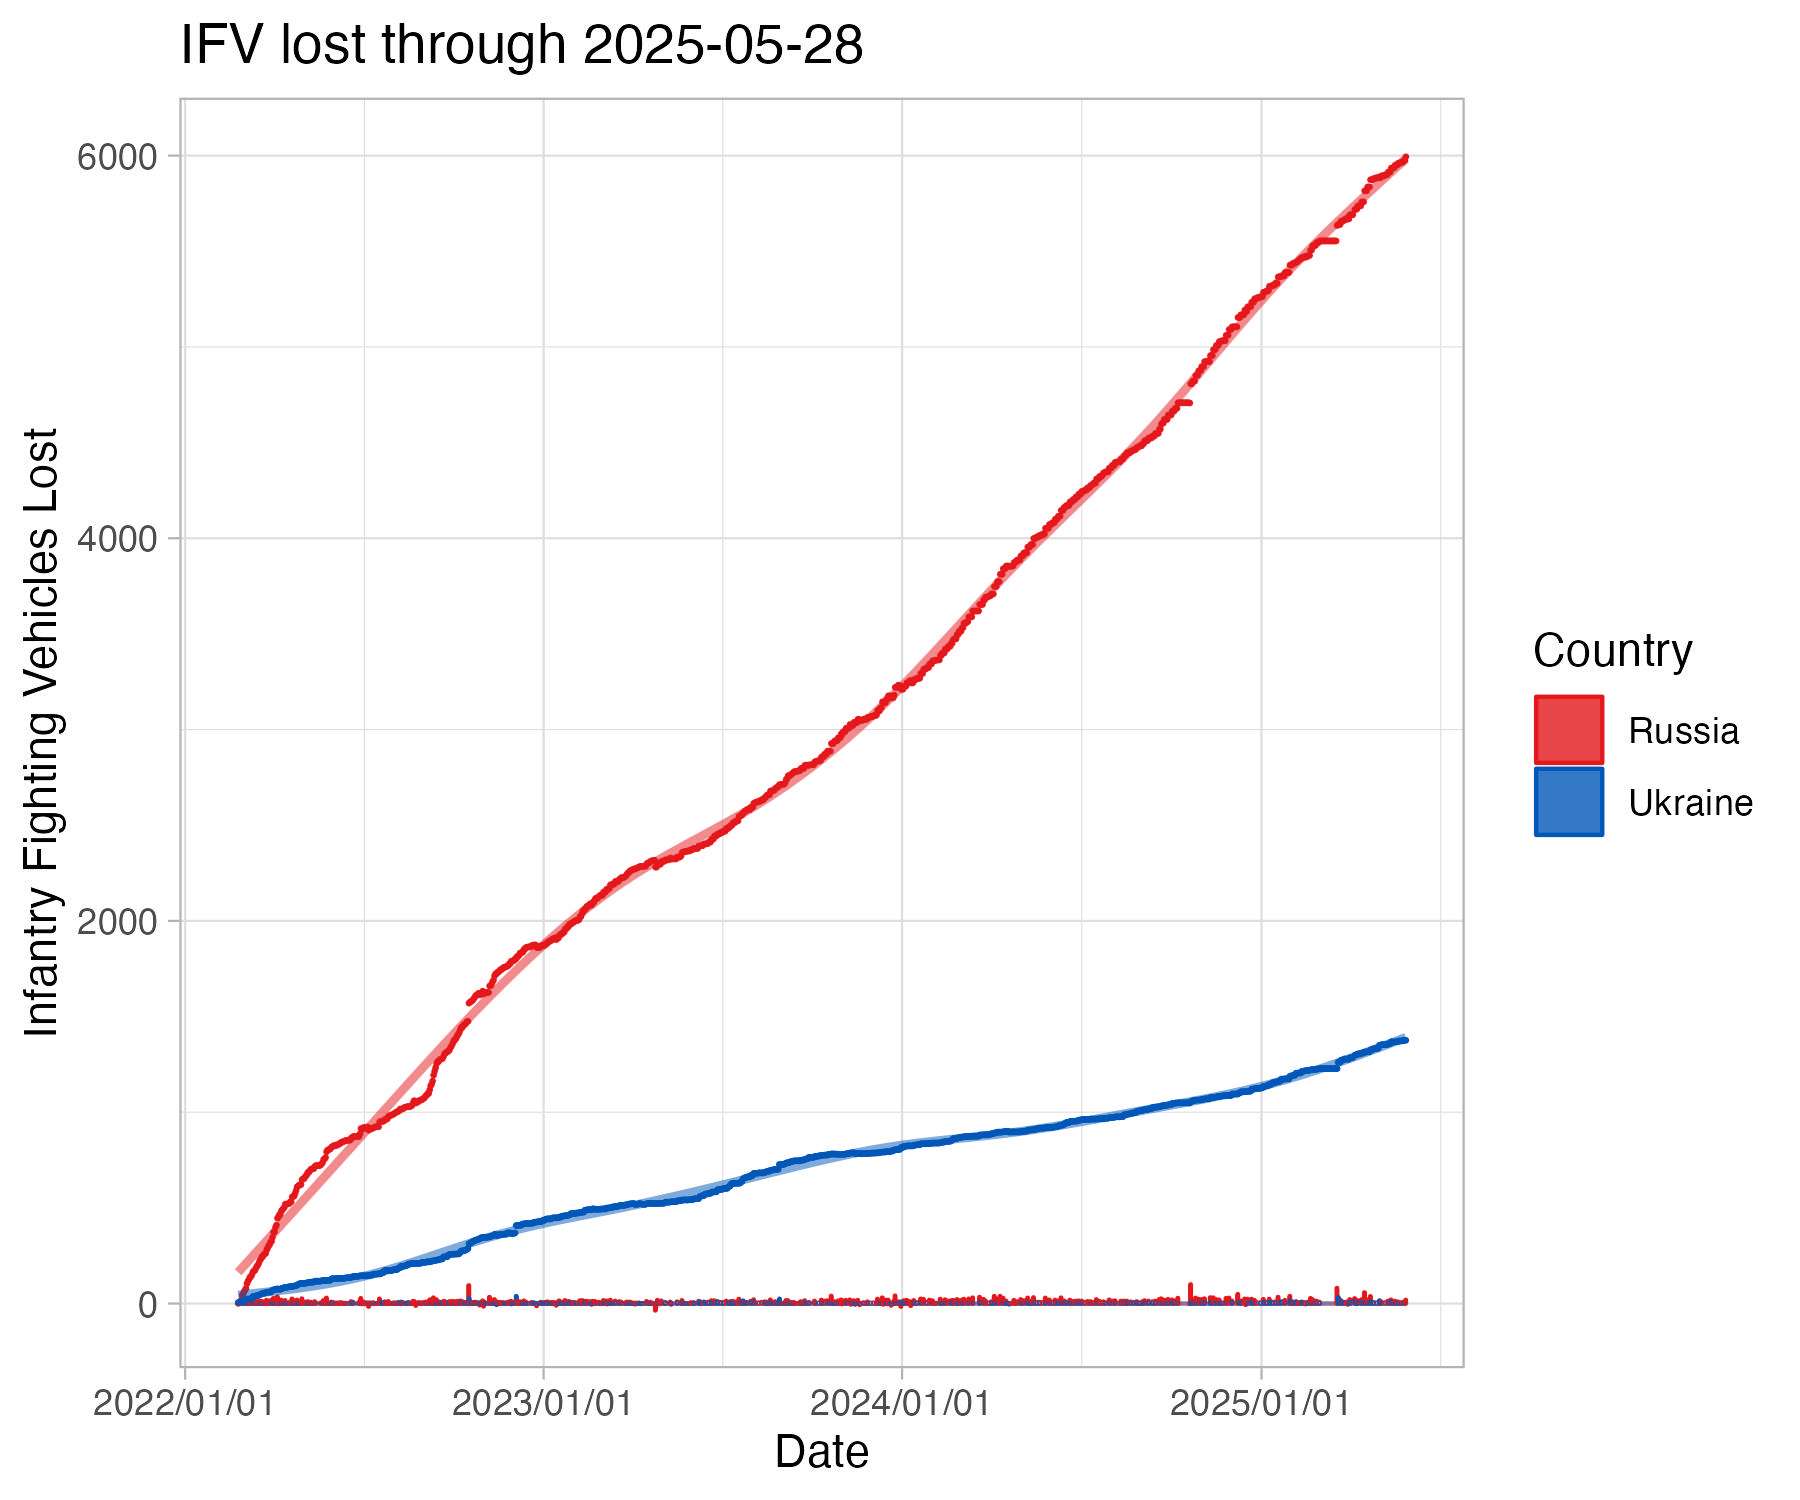 IFV lost through 2025-05-28
Infantry Fighting Vehicles Lost
6000
4000
2000
0
2022/01/01
2023/01/01
2024/01/01
2025/01/01
Date
Country
Russia
Ukraine